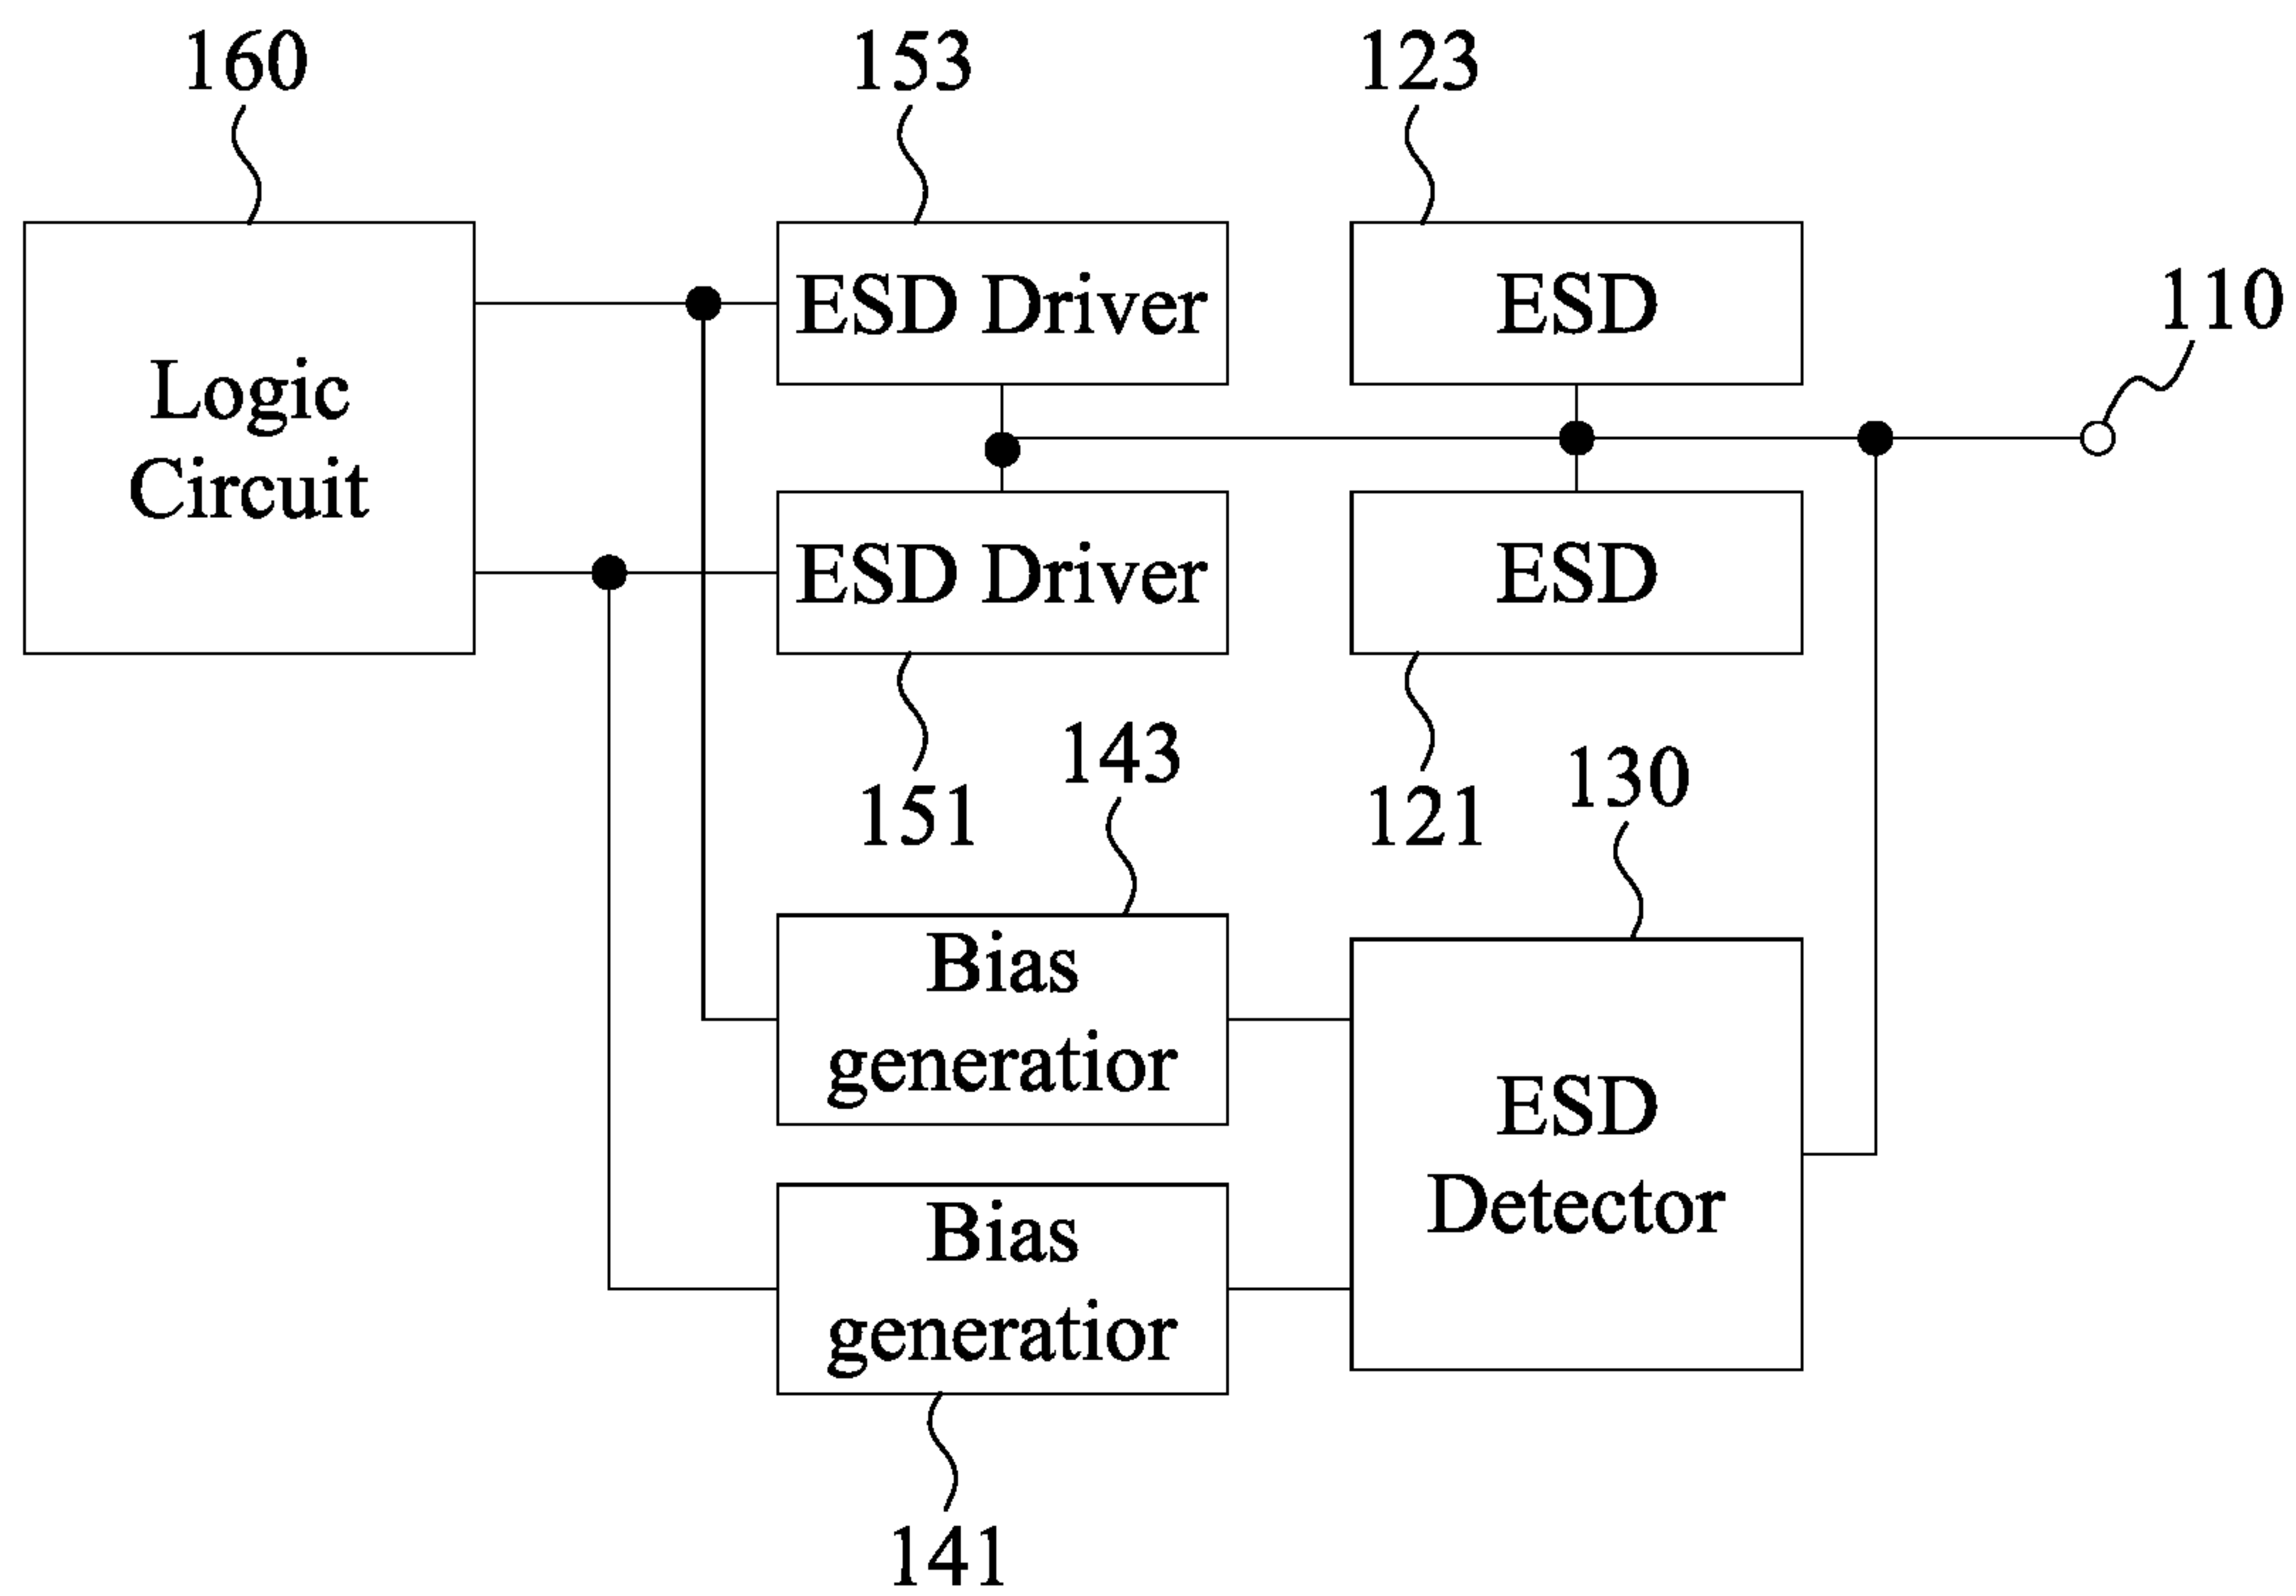 160
153
123
110
Logic
Circuit
ESD Driver
ESD
ESD Driver
ESD
151
121
143
130
Bias
generatior
ESD
Detector
Bias
generatior
141